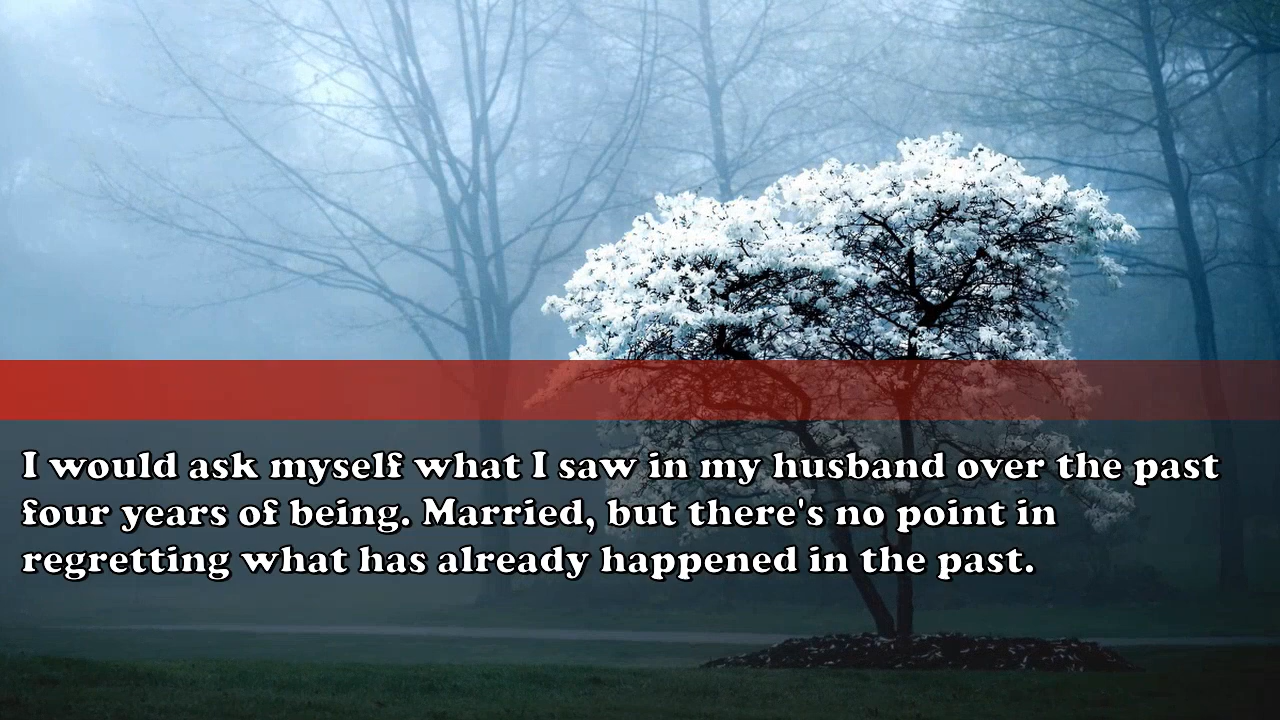 I would ask myself what I saw in my husband over the past
four years of being. Married, but there's no point in
regretting what has already happened in the past.